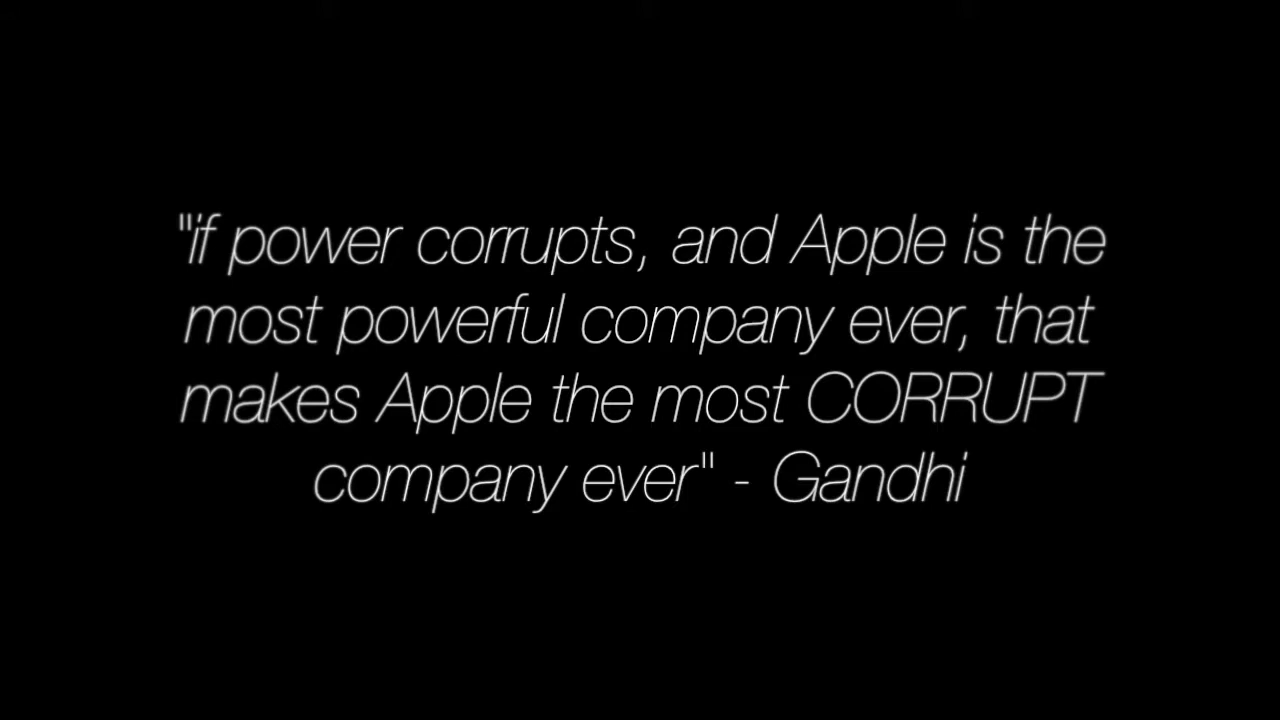 "if power corrupts, and Apple is the
most powerful company ever, that
makes Apple the most CORRUPT
company ever" - Gandhi